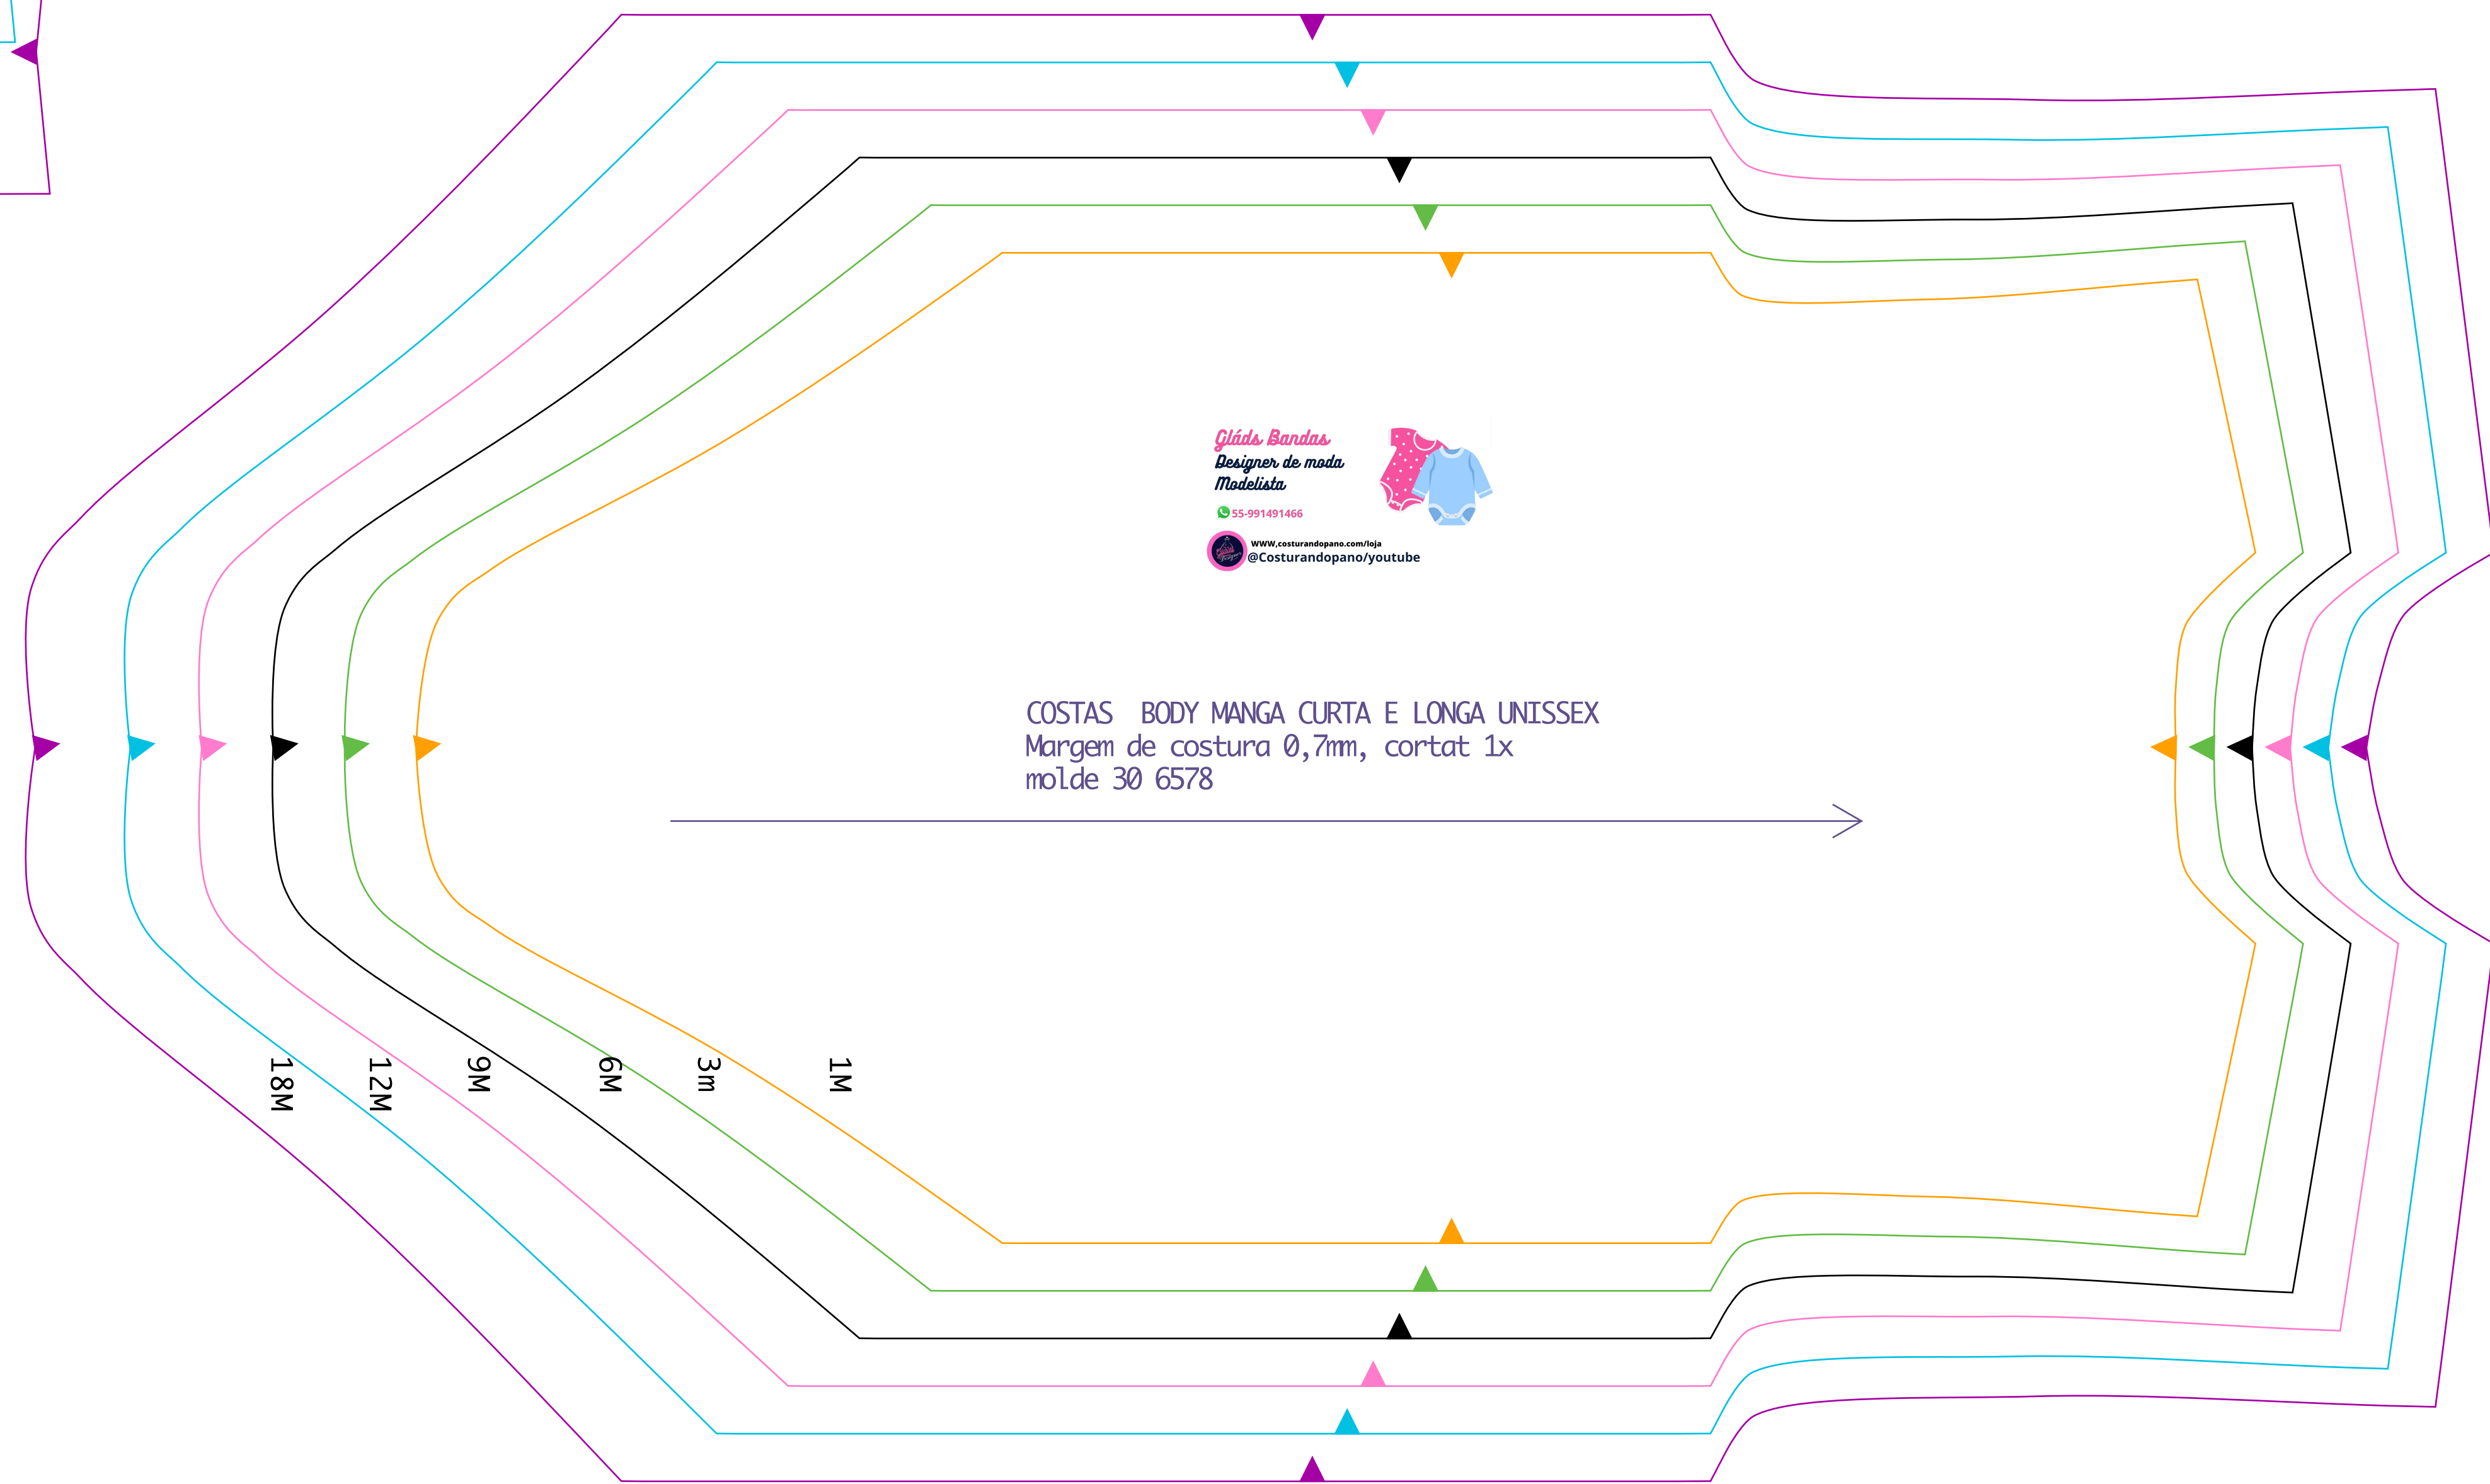 Gláds Bandas
Designer de moda
Modelista
55-991491466
WWW,costurandopano.com/loja
@Costurandopano/youtube
COSTAS BODY MANGA CURTA E LONGA UNISSEX
Margem de costura 0,7mm, cortat 1x
molde 30 6578
18M
12M
9M
6M
3m
1M